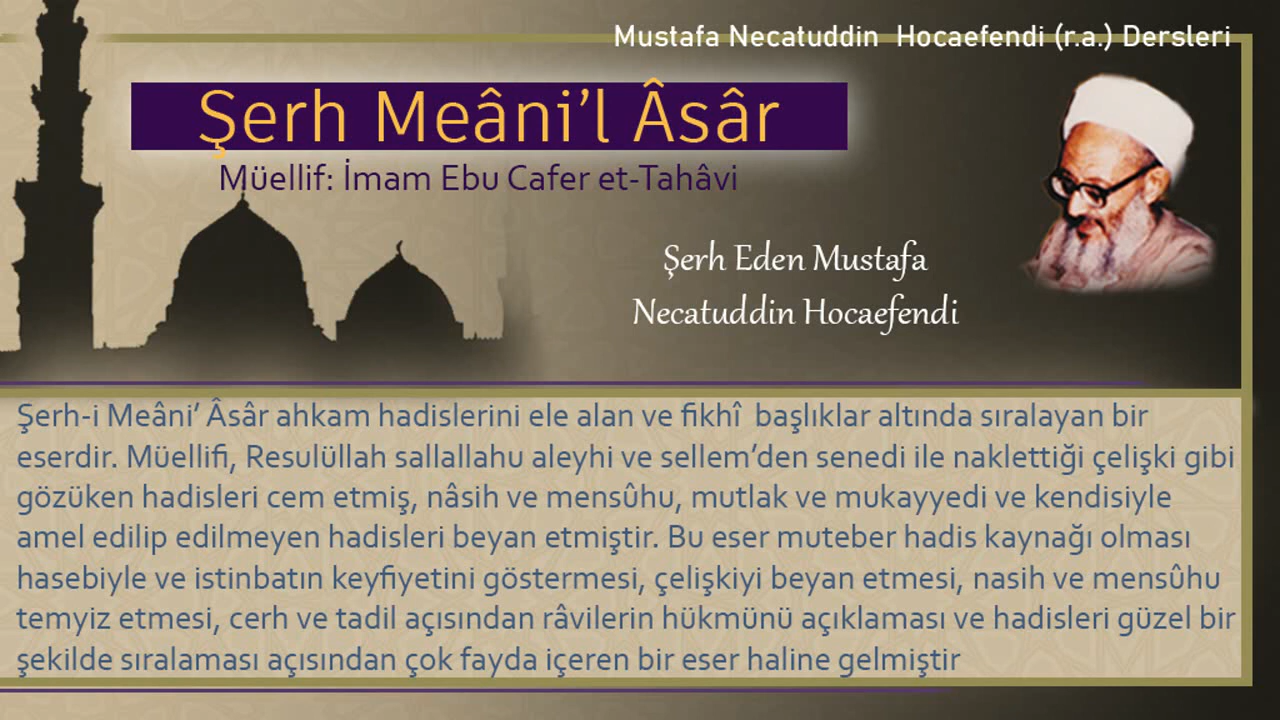 Mustafa Necatuddin Hocaefendi (r.a.) Dersleri
Şerh Meâni’l Âsâr
Müellif: İmam Ebu Cafer et-Tahâvi
Şerh Eden Mustafa
Necatuddin Hocaefendi
Şerh-i Meâni’ Âsâr ahkam hadislerini ele alan ve fikhî başlıklar altında sıralayan bir
eserdir. Müellifi, Resulüllah sallallahu aleyhi ve sellem’den senedi ile naklettiği çelişki gibi
gözüken hadisleri cem etmiş, nâsih ve mensûhu, mutlak ve mukayyedi ve kendisiyle
amel edilip edilmeyen hadisleri beyan etmiştir. Bu eser muteber hadis kaynağı olması
hasebiyle ve istinbatın keyfiyetini göstermesi, çelişkiyi beyan etmesi, nasih ve mensûhu
temyiz etmesi, cerh ve tadil açısından râvilerin hükmünü açıklaması ve hadisleri güzel bir
şekilde sıralaması açısından çok fayda içeren bir eser haline gelmiştir